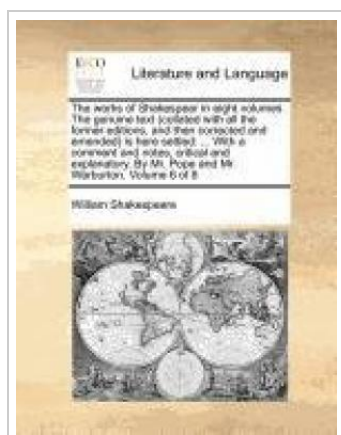 ECCO
Literature and Language
The works of Shakespear in eight volumes.
The genuine text (collated with all the
former editions, and then corrected and
emended) is here settled: ... With a
comment and notes, critical and
explanatory. By Mr. Pope and Mr.
Warburton. Volume 6 of 8
William Shakespeare